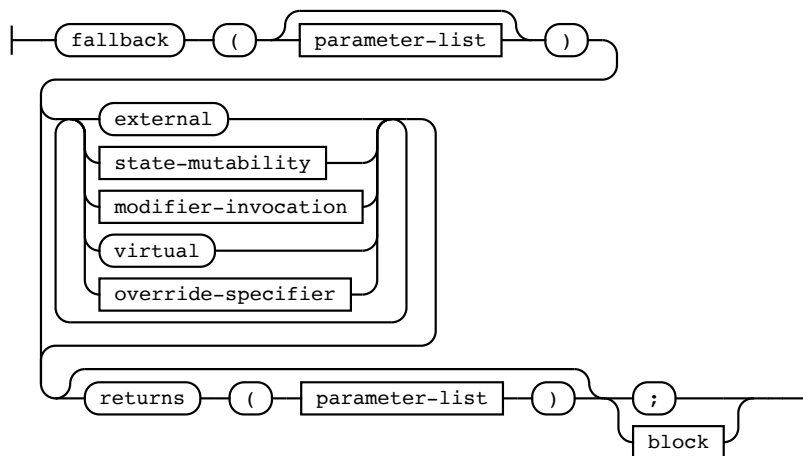 fallback ( parameter-list )
external
state-mutability
modifier-invocation
virtual
override-specifier
returns ( parameter-list ) ;
block